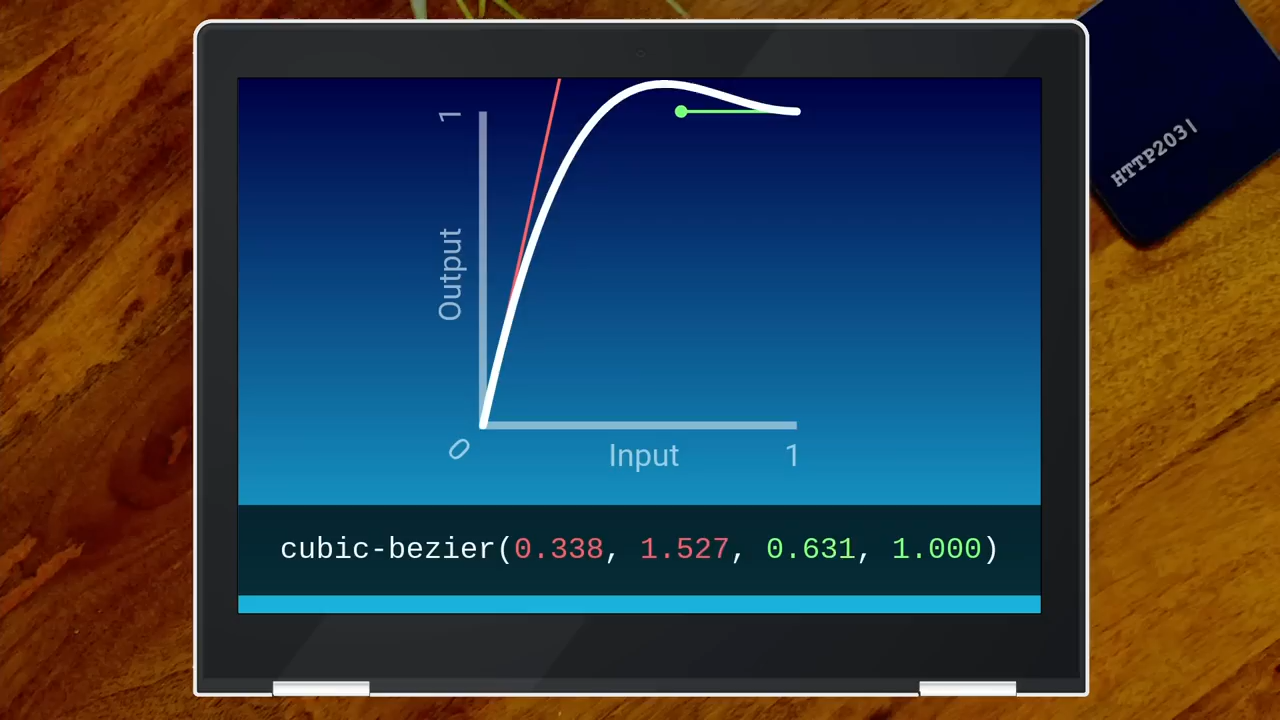 HTTP203|
1
Output
0
Input
1
cubic-bezier(0.338, 1.527, 0.631, 1.000)